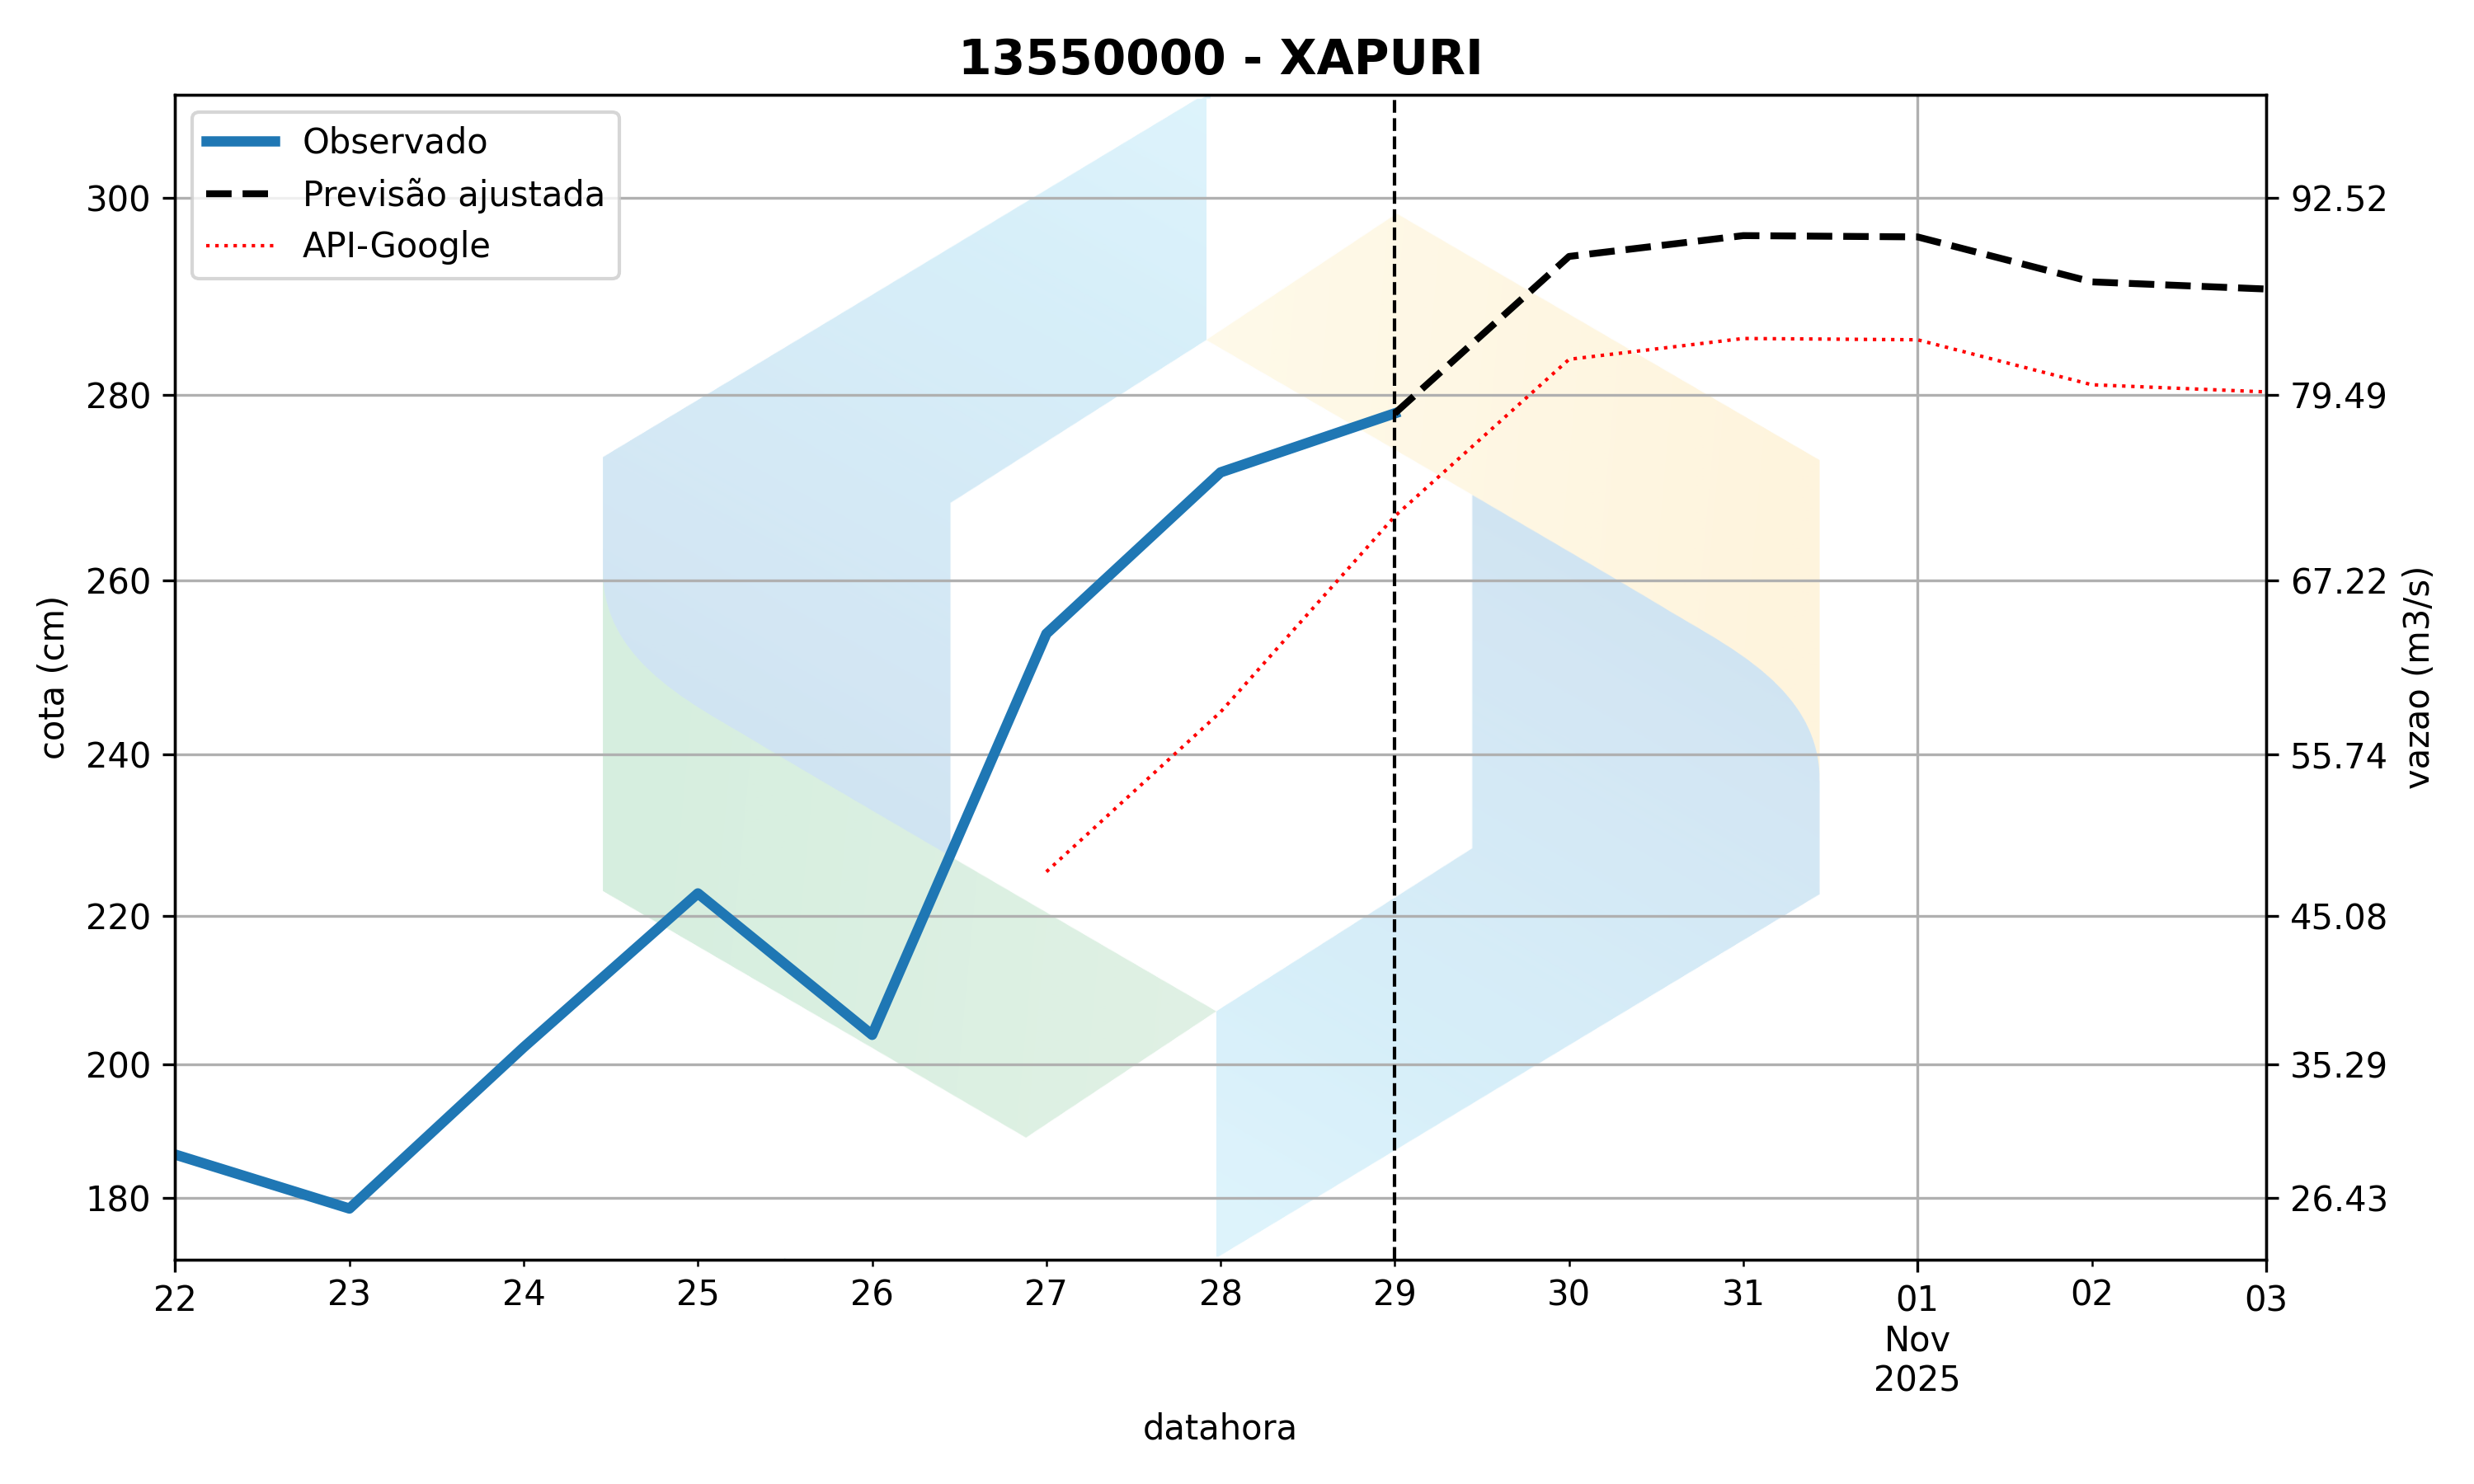 13550000 - XAPURI
Observado
Previsão ajustada
API-Google
300
280
260
240
220
200
180
cota (cm)
92.52
79.49
67.22
55.74
45.08
35.29
26.43
vazao (m3/s)
22 23 24 25 26 27 28 29 30 31 01 02 03
Nov
2025
datahora